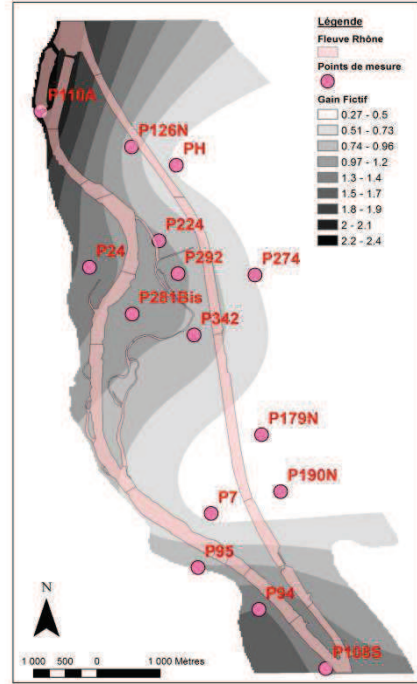 Légende
Fleuve Rhône
Points de mesure
Gain Fictif
0.27 - 0.5
0.51 - 0.73
0.74 - 0.96
0.97 - 1.2
1.3 - 1.4
1.5 - 1.7
1.8 - 1.9
2 - 2.1
2.2 - 2.4
P110A
P126N
PH
P224
P24
P292
P274
P281Bis
P342
P179N
P190N
P7
P95
P94
P108S
N
1 000 500 0 1 000 Mètres